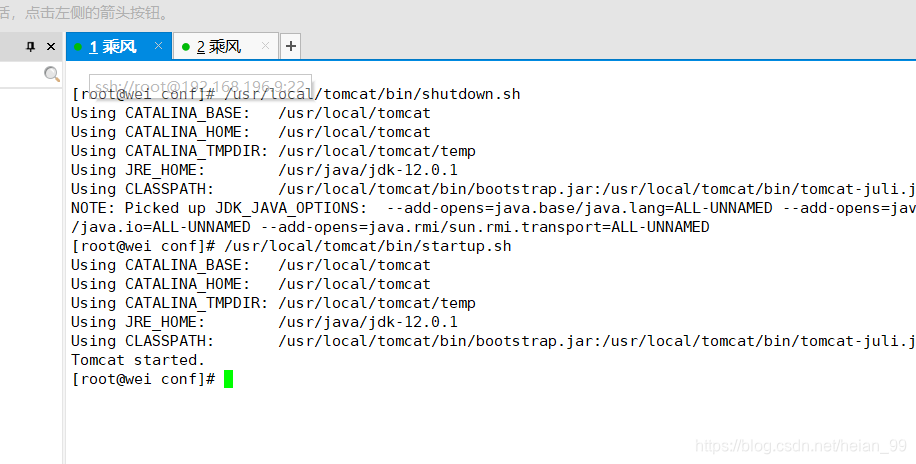 活，点击左侧的箭头按钮。
1 乘风 ×
2 乘风 ×
+
ssh://root@192.168.196.9:22
[root@wei conf]# /usr/local/tomcat/bin/shutdown.sh
Using CATALINA_BASE:   /usr/local/tomcat
Using CATALINA_HOME:   /usr/local/tomcat
Using CATALINA_TMPDIR: /usr/local/tomcat/temp
Using JRE_HOME:        /usr/java/jdk-12.0.1
Using CLASSPATH:       /usr/local/tomcat/bin/bootstrap.jar:/usr/local/tomcat/bin/tomcat-juli.j
NOTE: Picked up JDK_JAVA_OPTIONS:  --add-opens=java.base/java.lang=ALL-UNNAMED --add-opens=jav
/java.io=ALL-UNNAMED --add-opens=java.rmi/sun.rmi.transport=ALL-UNNAMED
[root@wei conf]# /usr/local/tomcat/bin/startup.sh
Using CATALINA_BASE:   /usr/local/tomcat
Using CATALINA_HOME:   /usr/local/tomcat
Using CATALINA_TMPDIR: /usr/local/tomcat/temp
Using JRE_HOME:        /usr/java/jdk-12.0.1
Using CLASSPATH:       /usr/local/tomcat/bin/bootstrap.jar:/usr/local/tomcat/bin/tomcat-juli.j
Tomcat started.
[root@wei conf]#
https://blog.csdn.net/heian_99